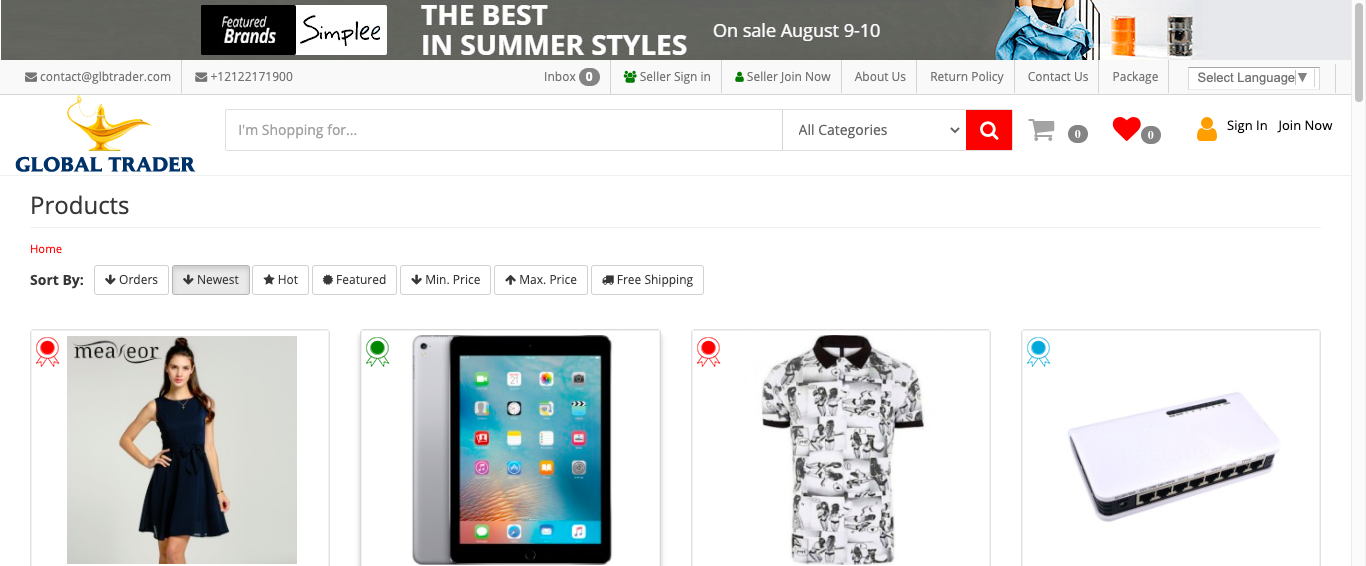 Featured
Brands
Simplee
THE BEST
IN SUMMER STYLES
On sale August 9-10
contact@glbtrader.com
+12122171900
Inbox 0
Seller Sign in
Seller Join Now
About Us
Return Policy
Contact Us
Package
Select Language▼
GLOBAL TRADER
I'm Shopping for...
All Categories
0
0
Sign In
Join Now
Products
Home
Sort By:
Orders
Newest
Hot
Featured
Min. Price
Max. Price
Free Shipping